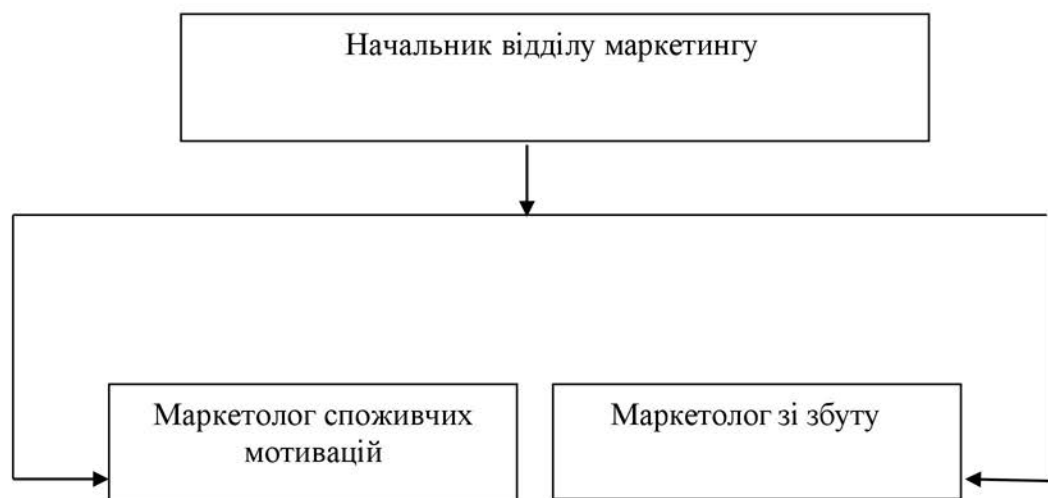 Начальник відділу маркетингу
Маркетолог споживчих
мотивацій
Маркетолог зі збуту